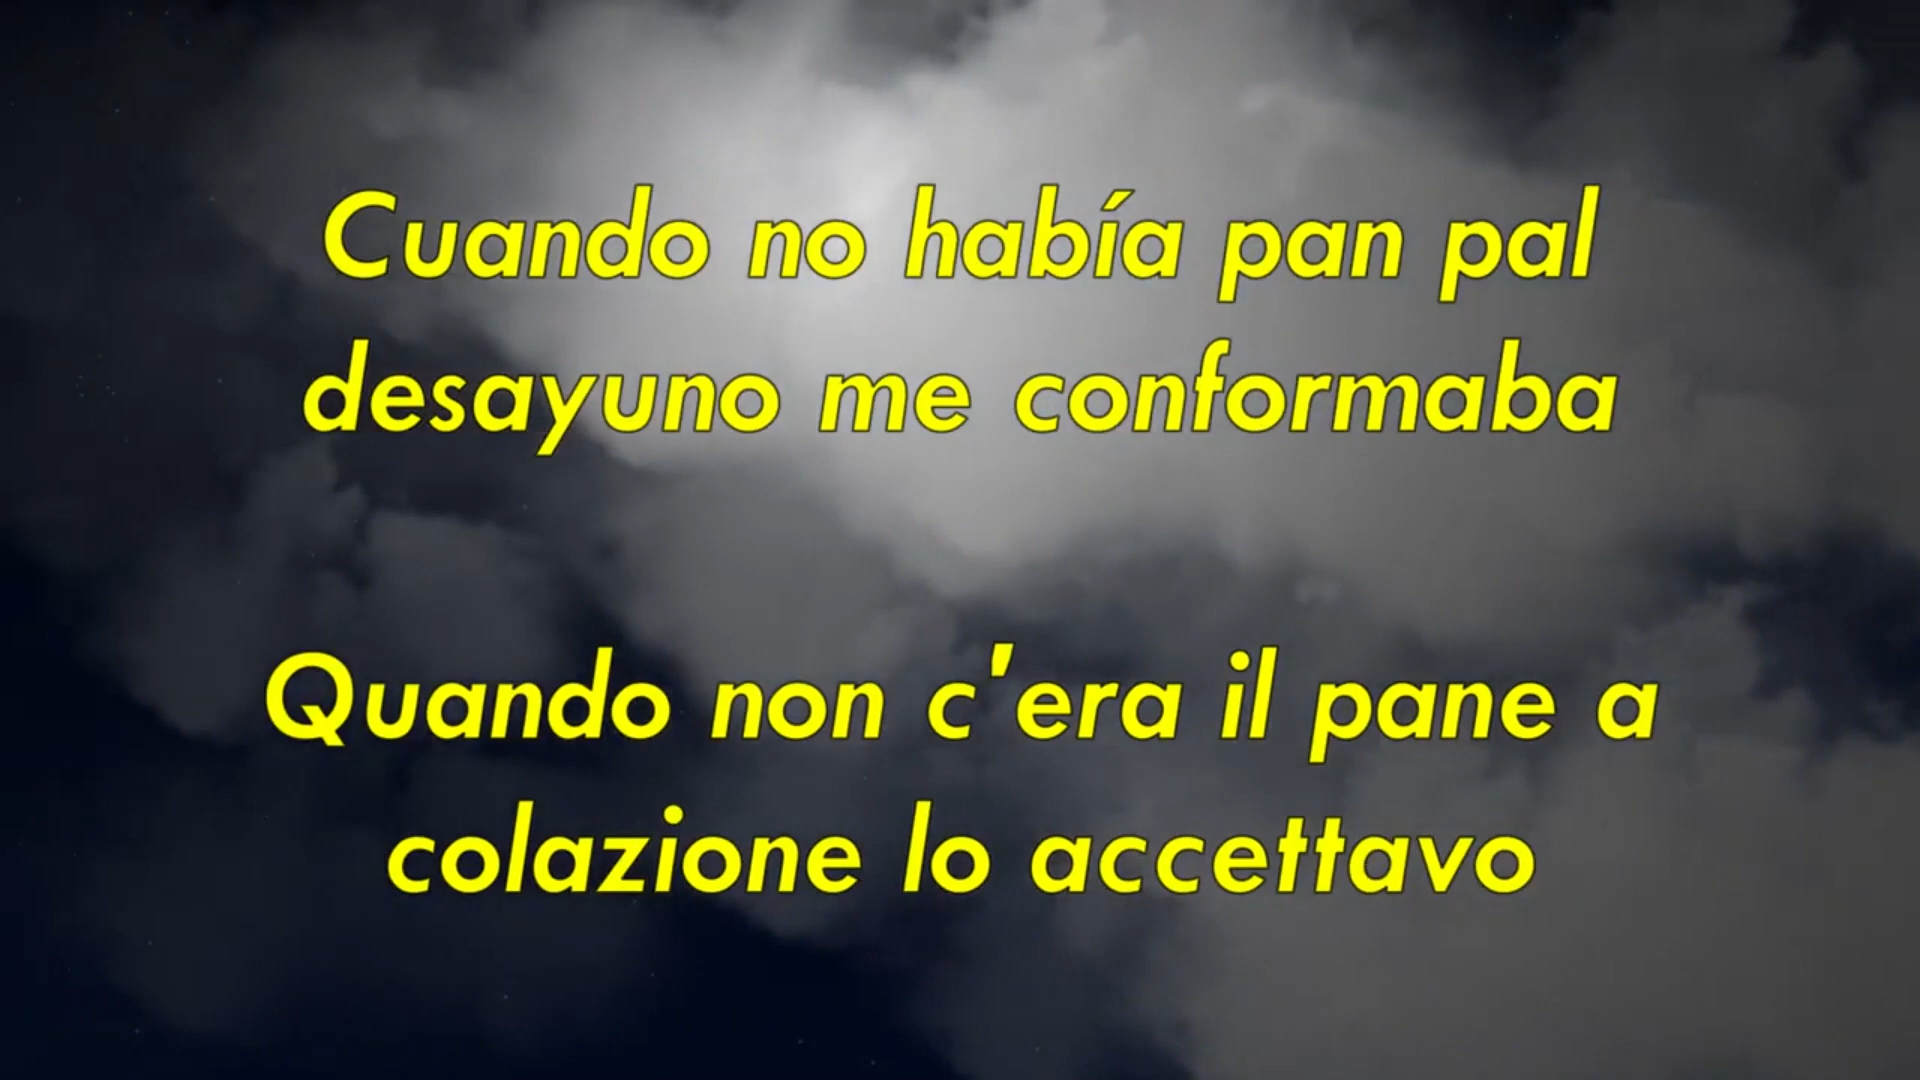 Cuando no había pan pal
desayuno me conformaba
Quando non c'era il pane a
colazione lo accettavo